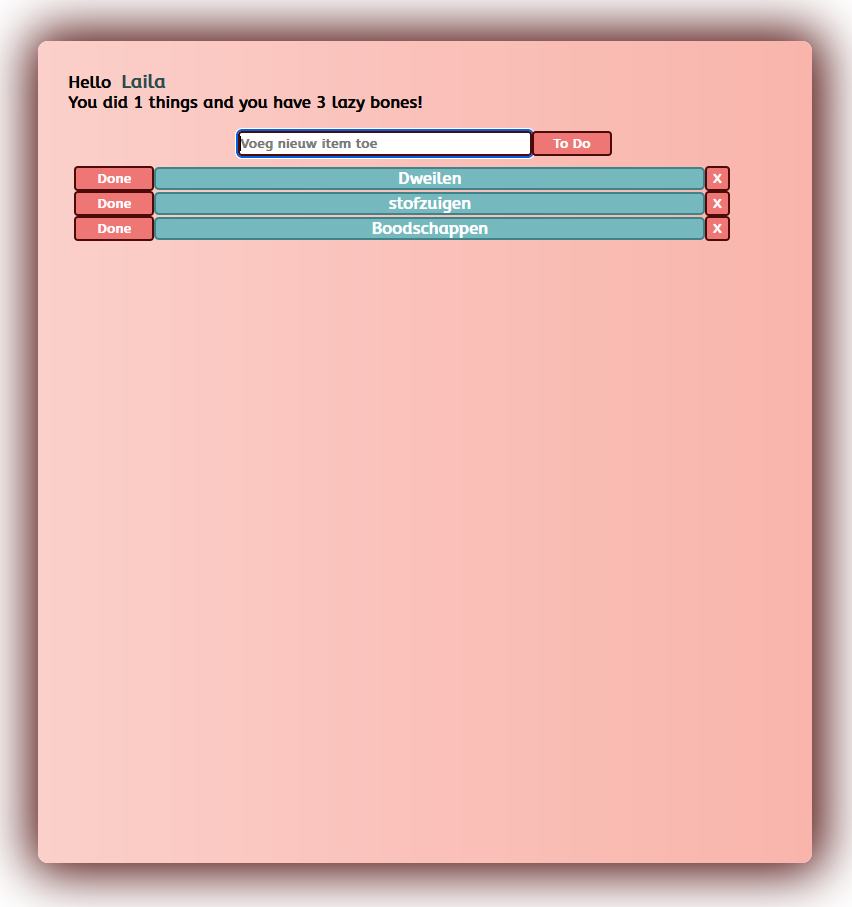 Hello Laila
You did 1 things and you have 3 lazy bones!
Voeg nieuw item toe To Do
Done Dweilen X
Done stofzuigen X
Done Boodschappen X